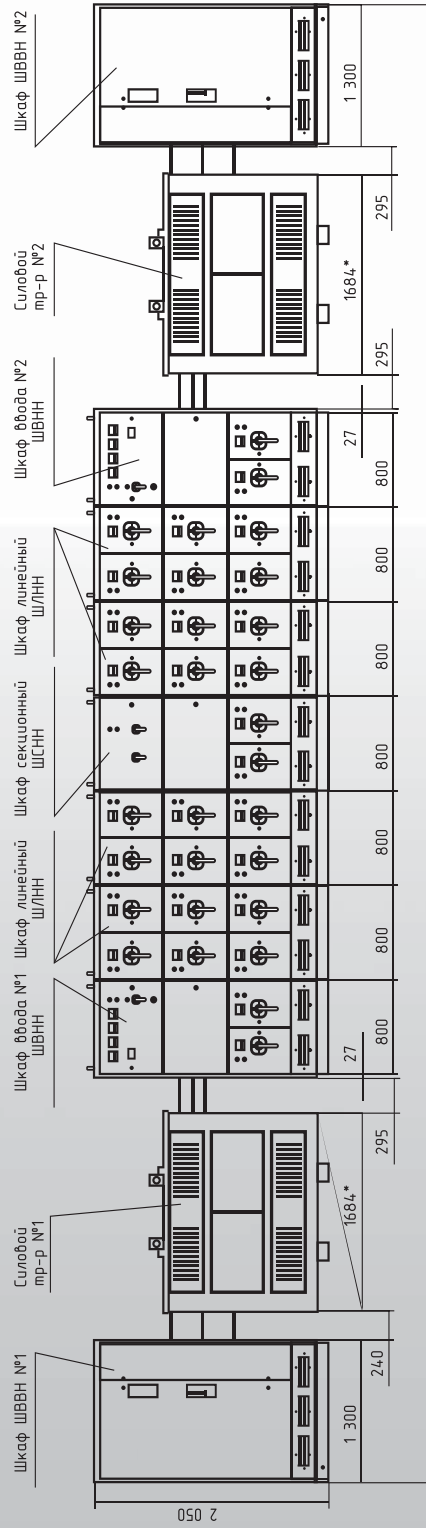 Шкаф ШВВН №1
Силовой
тр-р №1
Шкаф ввода №1
ШВНН
Шкаф линейный
ШЛНН
Шкаф секционный
ШСНН
Шкаф линейный
ШЛНН
Шкаф ввода №2
ШВНН
Силовой
тр-р №2
Шкаф ШВВН №2
2 050
1 300
240
1684*
295
27
800
800
800
800
800
800
800
27
295
1684*
295
1 300